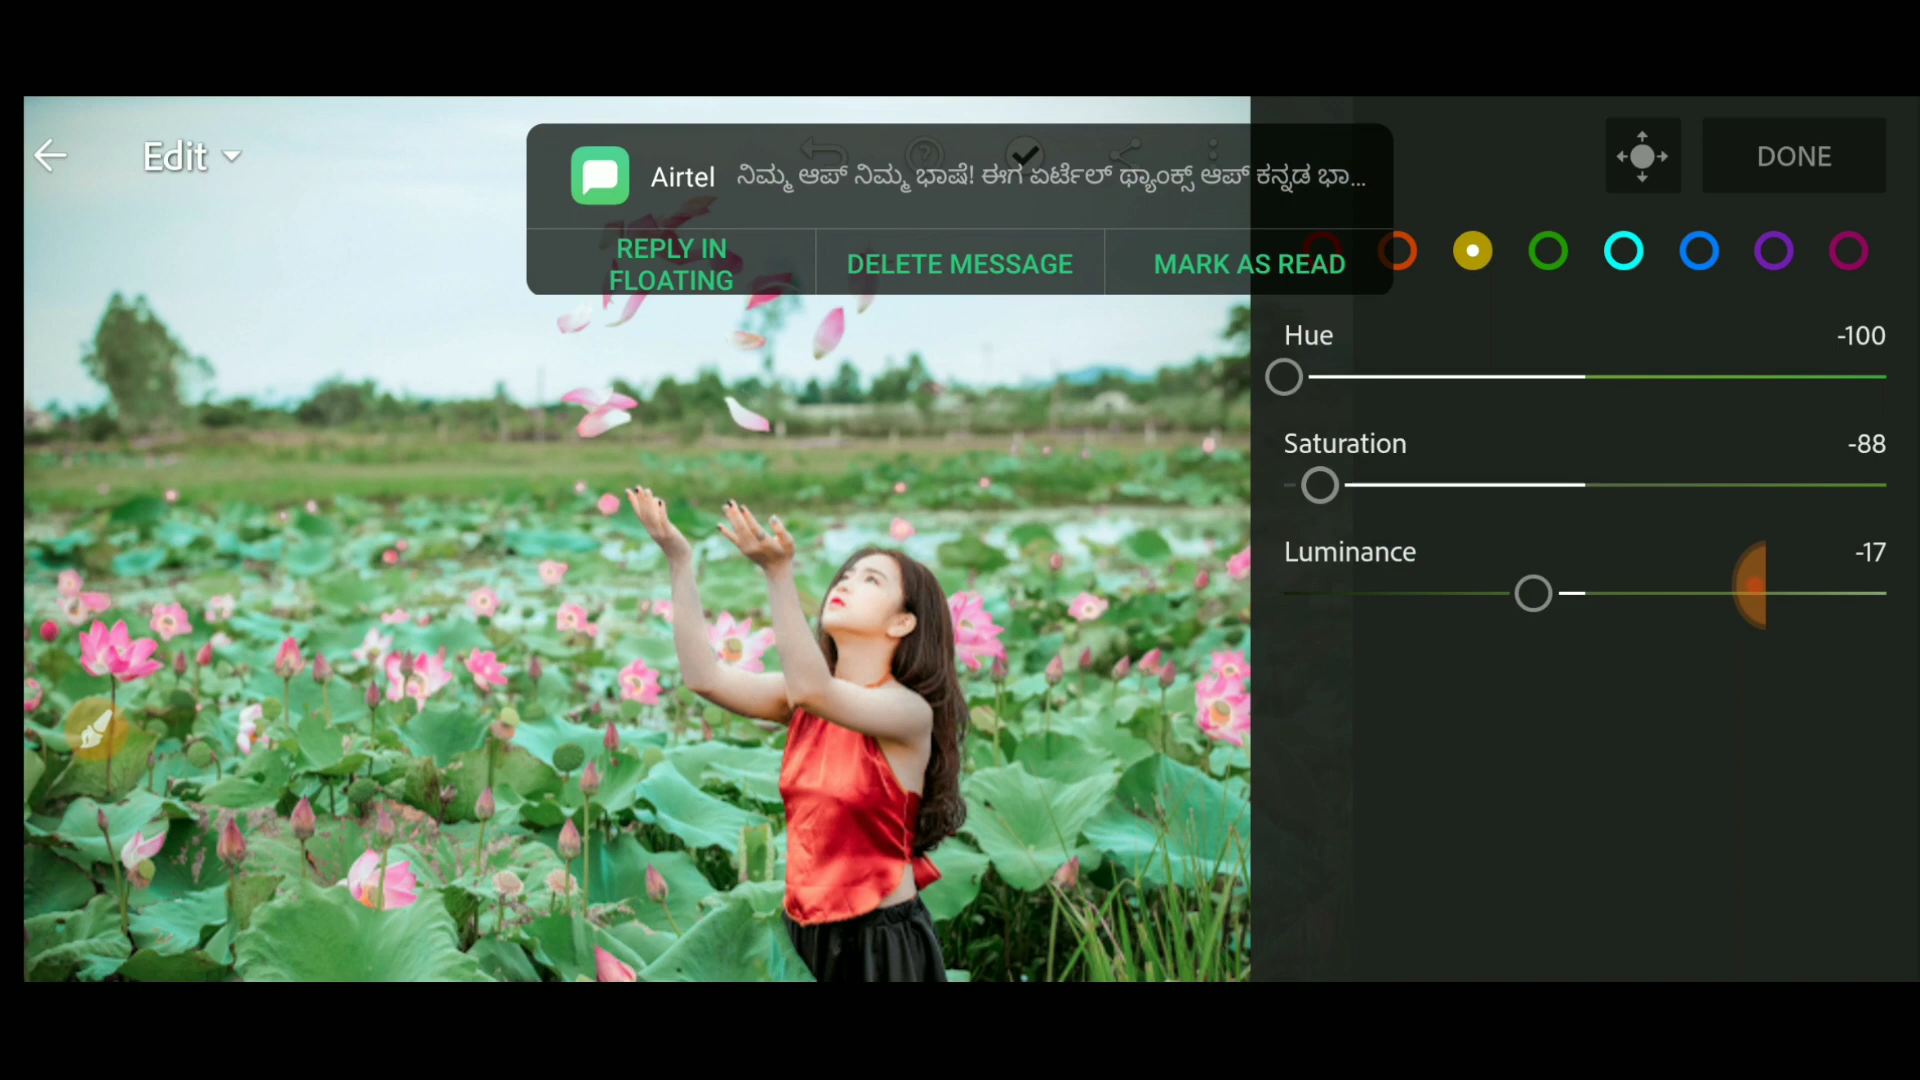 Edit
Airtel ನಿಮ್ಮ ಆಪ್ ನಿಮ್ಮ ಭಾಷೆ! ಈಗ ಏರ್ಟೆಲ್ ಥ್ಯಾಂಕ್ಸ್ ಆಪ್ ಕನ್ನಡ ಭಾ...
DONE
REPLY IN
FLOATING
DELETE MESSAGE
MARK AS READ
Hue -100
Saturation -88
Luminance -17